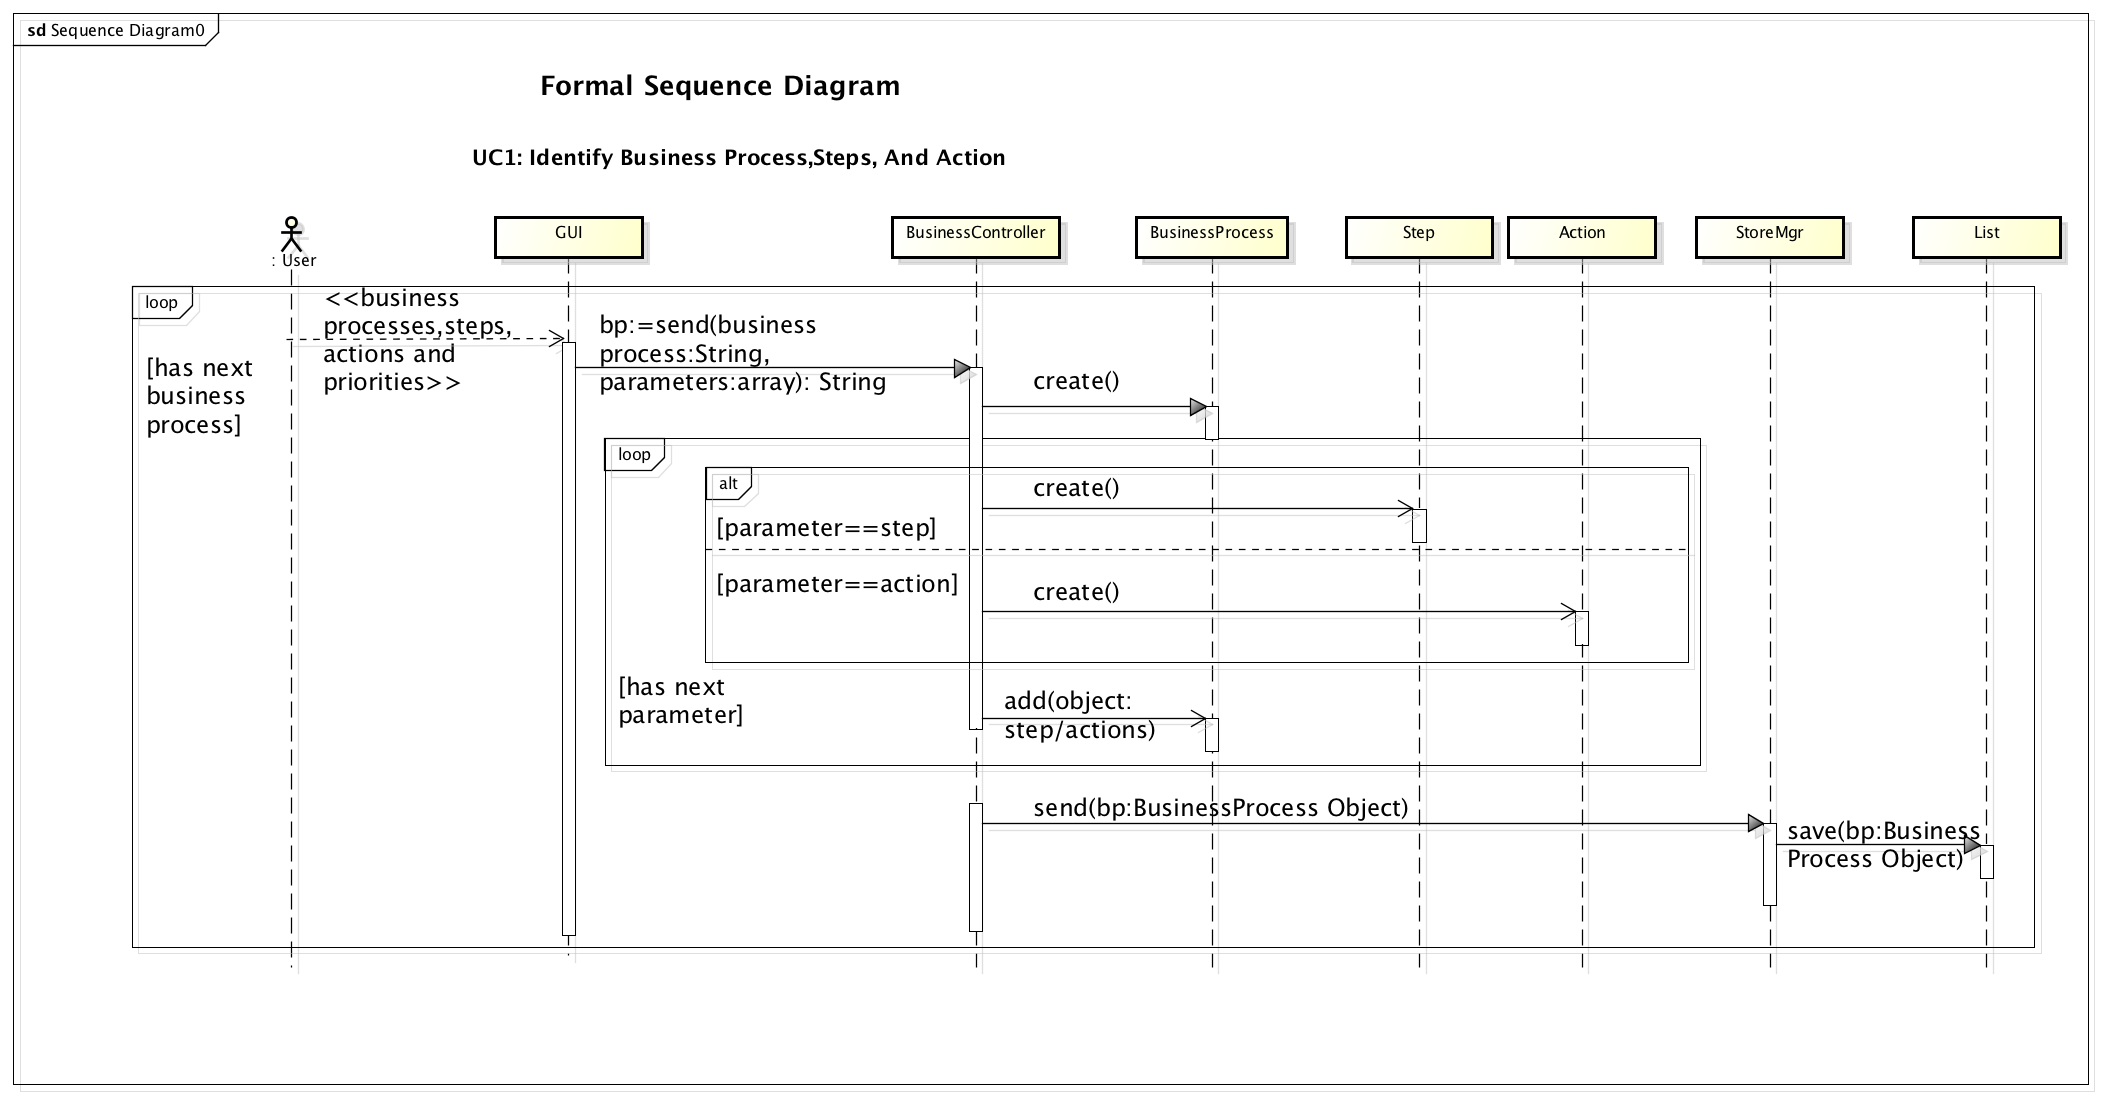 sd Sequence Diagram0
Formal Sequence Diagram
UC1: Identify Business Process,Steps, And Action
: User
GUI
BusinessController
BusinessProcess
Step
Action
StoreMgr
List
loop
<<business
processes,steps,
actions and
priorities>>
[has next
business
process]
bp:=send(business
process:String,
parameters:array): String
create()
loop
alt
create()
[parameter==step]
[parameter==action]
create()
[has next
parameter]
add(object:
step/actions)
send(bp:BusinessProcess Object)
save(bp:Business
Process Object)